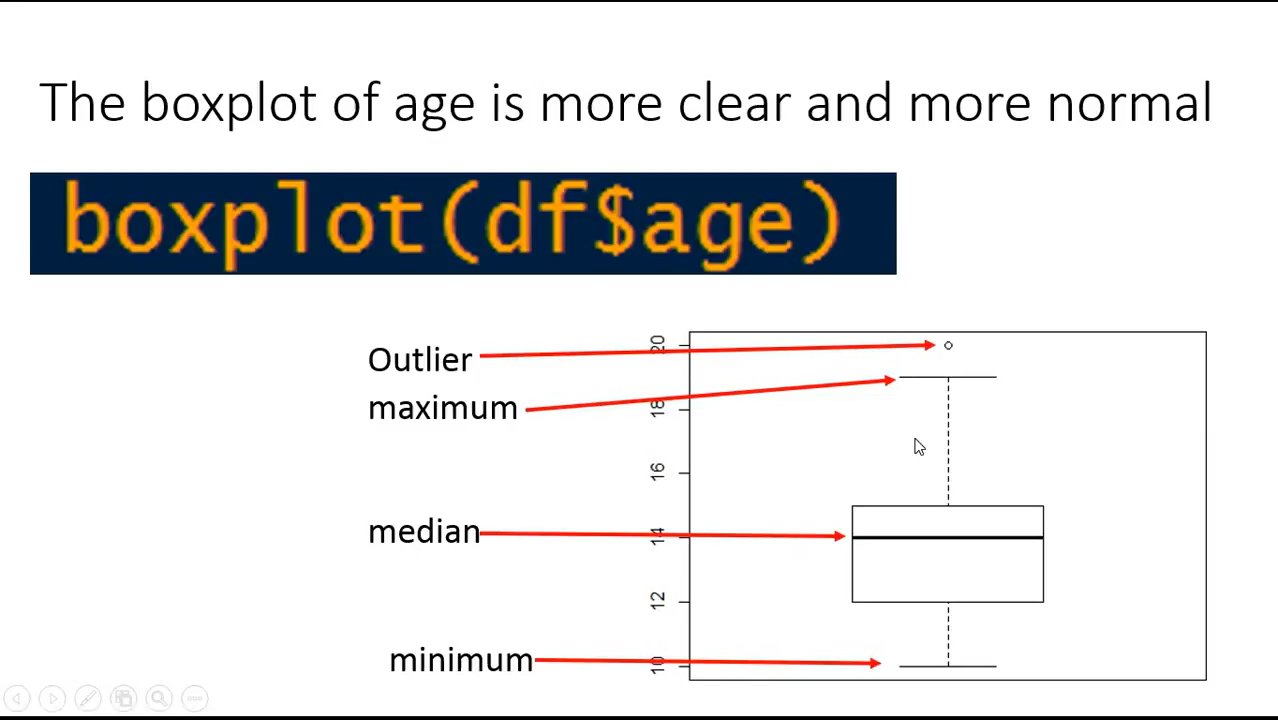 The boxplot of age is more clear and more normal
boxplot(df$age)
Outlier
maximum
median
minimum
20
18
16
14
12
10